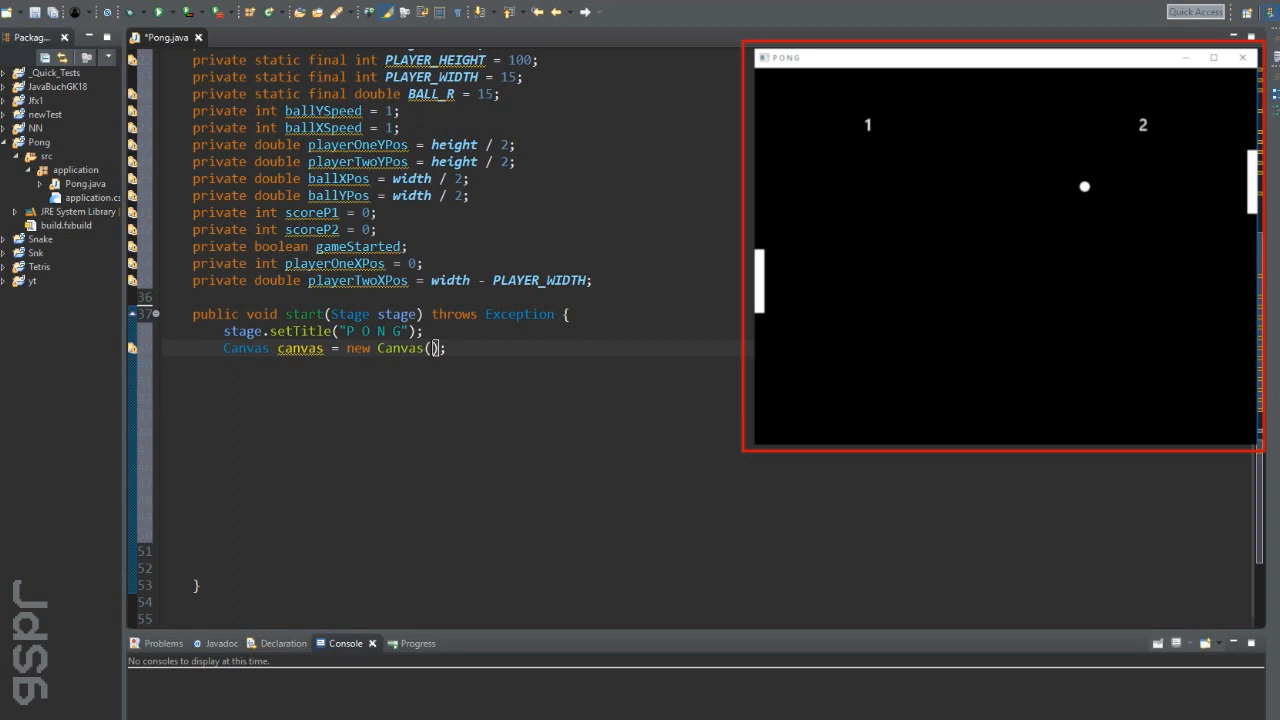 Quick Access
Packag...
*Pong.java
_Quick_Tests
JavaBuchGK18
Jfx1
newTest
NN
Pong
src
application
Pong.java
application.cs
JRE System Library
build.fxbuild
Snake
Snk
Tetris
yt
private static final int PLAYER_HEIGHT = 100;
private static final int PLAYER_WIDTH = 15;
private static final double BALL_R = 15;
private int ballYSpeed = 1;
private int ballXSpeed = 1;
private double playerOneYPos = height / 2;
private double playerTwoYPos = height / 2;
private double ballXPos = width / 2;
private double ballYPos = width / 2;
private int scoreP1 = 0;
private int scoreP2 = 0;
private boolean gameStarted;
private int playerOneXPos = 0;
private double playerTwoXPos = width - PLAYER_WIDTH;
36
37 public void start(Stage stage) throws Exception {
stage.setTitle("P O N G");
Canvas canvas = new Canvas();
51
52
53 }
54
55
P O N G
1 2
Problems Javadoc Declaration Console Progress
No consoles to display at this time.